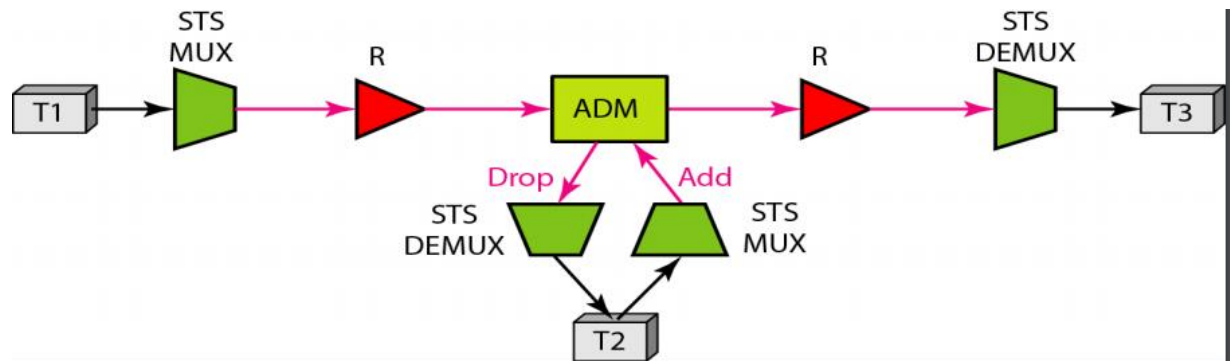 STS
MUX
R
R
STS
DEMUX
T1
ADM
T3
Drop
Add
STS
DEMUX
STS
MUX
T2